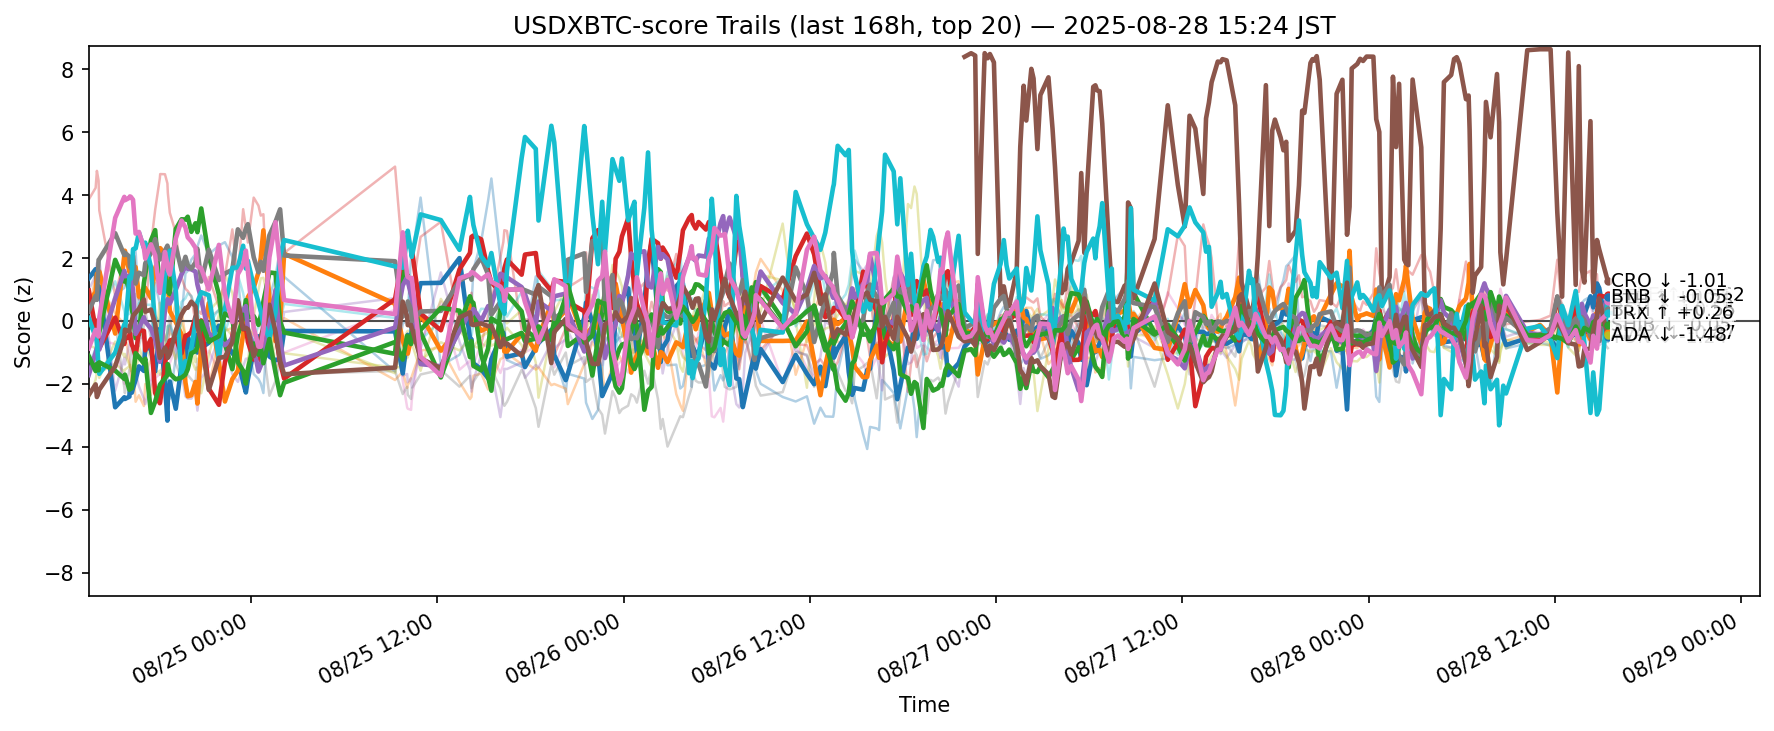 USDXBTC-score Trails (last 168h, top 20) — 2025-08-28 15:24 JST
Score (z)
8
6
4
2
0
−2
−4
−6
−8
CRO ↓ -1.01
BNB ↓ -0.05
TRX ↑ +0.26
ADA ↓ -1.48
08/25 00:00
08/25 12:00
08/26 00:00
08/26 12:00
08/27 00:00
08/27 12:00
08/28 00:00
08/28 12:00
08/29 00:00
Time